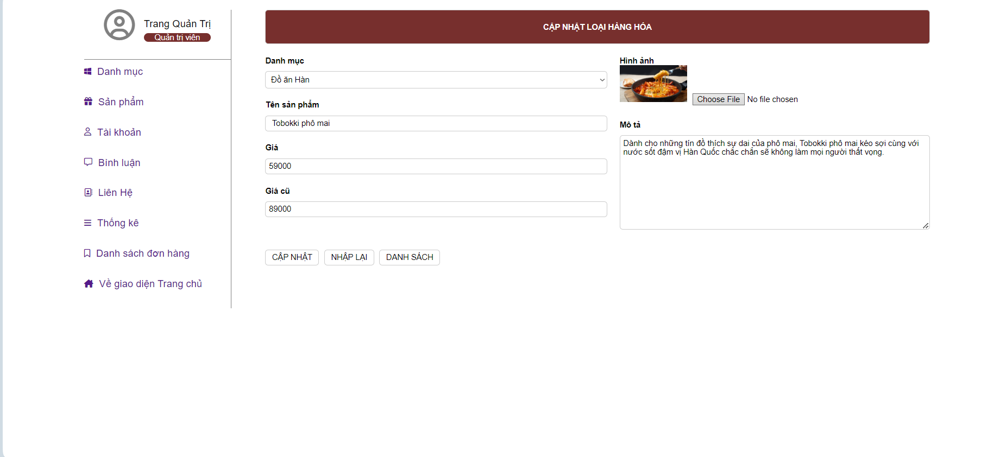 Trang Quản Trị
Quản trị viên
Danh mục
Sản phẩm
Tài khoản
Bình luận
Liên Hệ
Thống kê
Danh sách đơn hàng
Về giao diện Trang chủ
CẬP NHẬT LOẠI HÀNG HÓA
Danh mục
Đồ ăn Hàn
Tên sản phẩm
Tobokki phô mai
Giá
59000
Giá cũ
89000
Hình ảnh
Choose File No file chosen
Mô tả
Dành cho những tín đồ thích sự dai của phô mai, Tobokki phô mai kéo sợi cùng với
nước sốt đậm vị Hàn Quốc chắc chắn sẽ không làm mọi người thất vọng.
CẬP NHẬT NHẬP LẠI DANH SÁCH